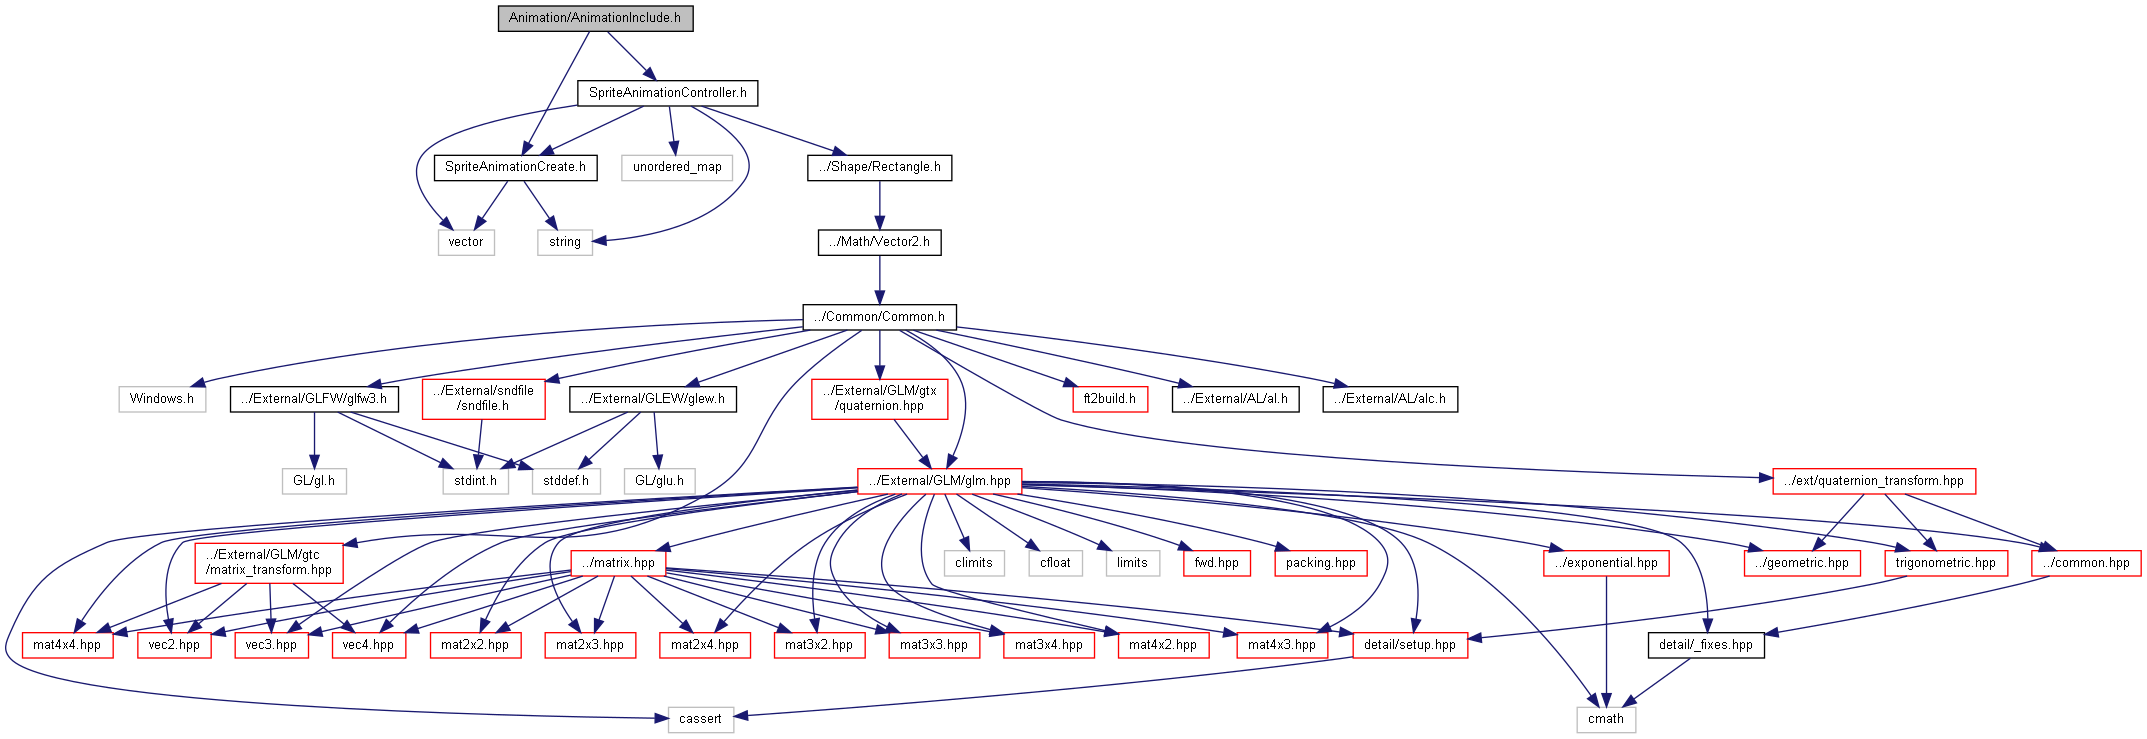 Animation/AnimationInclude.h
SpriteAnimationController.h
SpriteAnimationCreate.h
unordered_map
../Shape/Rectangle.h
vector
string
../Math/Vector2.h
../Common/Common.h
Windows.h
../External/GLFW/glfw3.h
../External/sndfile
/sndfile.h
../External/GLEW/glew.h
../External/GLM/gtx
/quaternion.hpp
ft2build.h
../External/AL/al.h
../External/AL/alc.h
GL/gl.h
stdint.h
stddef.h
GL/glu.h
../External/GLM/glm.hpp
../ext/quaternion_transform.hpp
../External/GLM/gtc
/matrix_transform.hpp
../matrix.hpp
climits
cfloat
limits
fwd.hpp
packing.hpp
../exponential.hpp
../geometric.hpp
trigonometric.hpp
../common.hpp
mat4x4.hpp
vec2.hpp
vec3.hpp
vec4.hpp
mat2x2.hpp
mat2x3.hpp
mat2x4.hpp
mat3x2.hpp
mat3x3.hpp
mat3x4.hpp
mat4x2.hpp
mat4x3.hpp
detail/setup.hpp
detail/_fixes.hpp
cassert
cmath